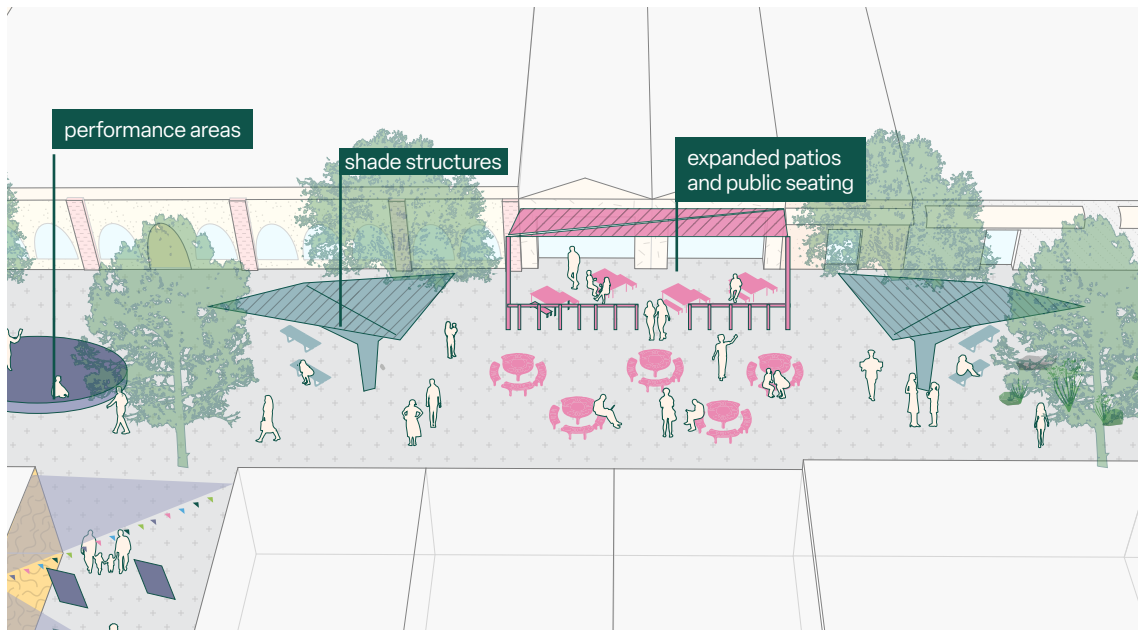 performance areas
shade structures
expanded patios
and public seating